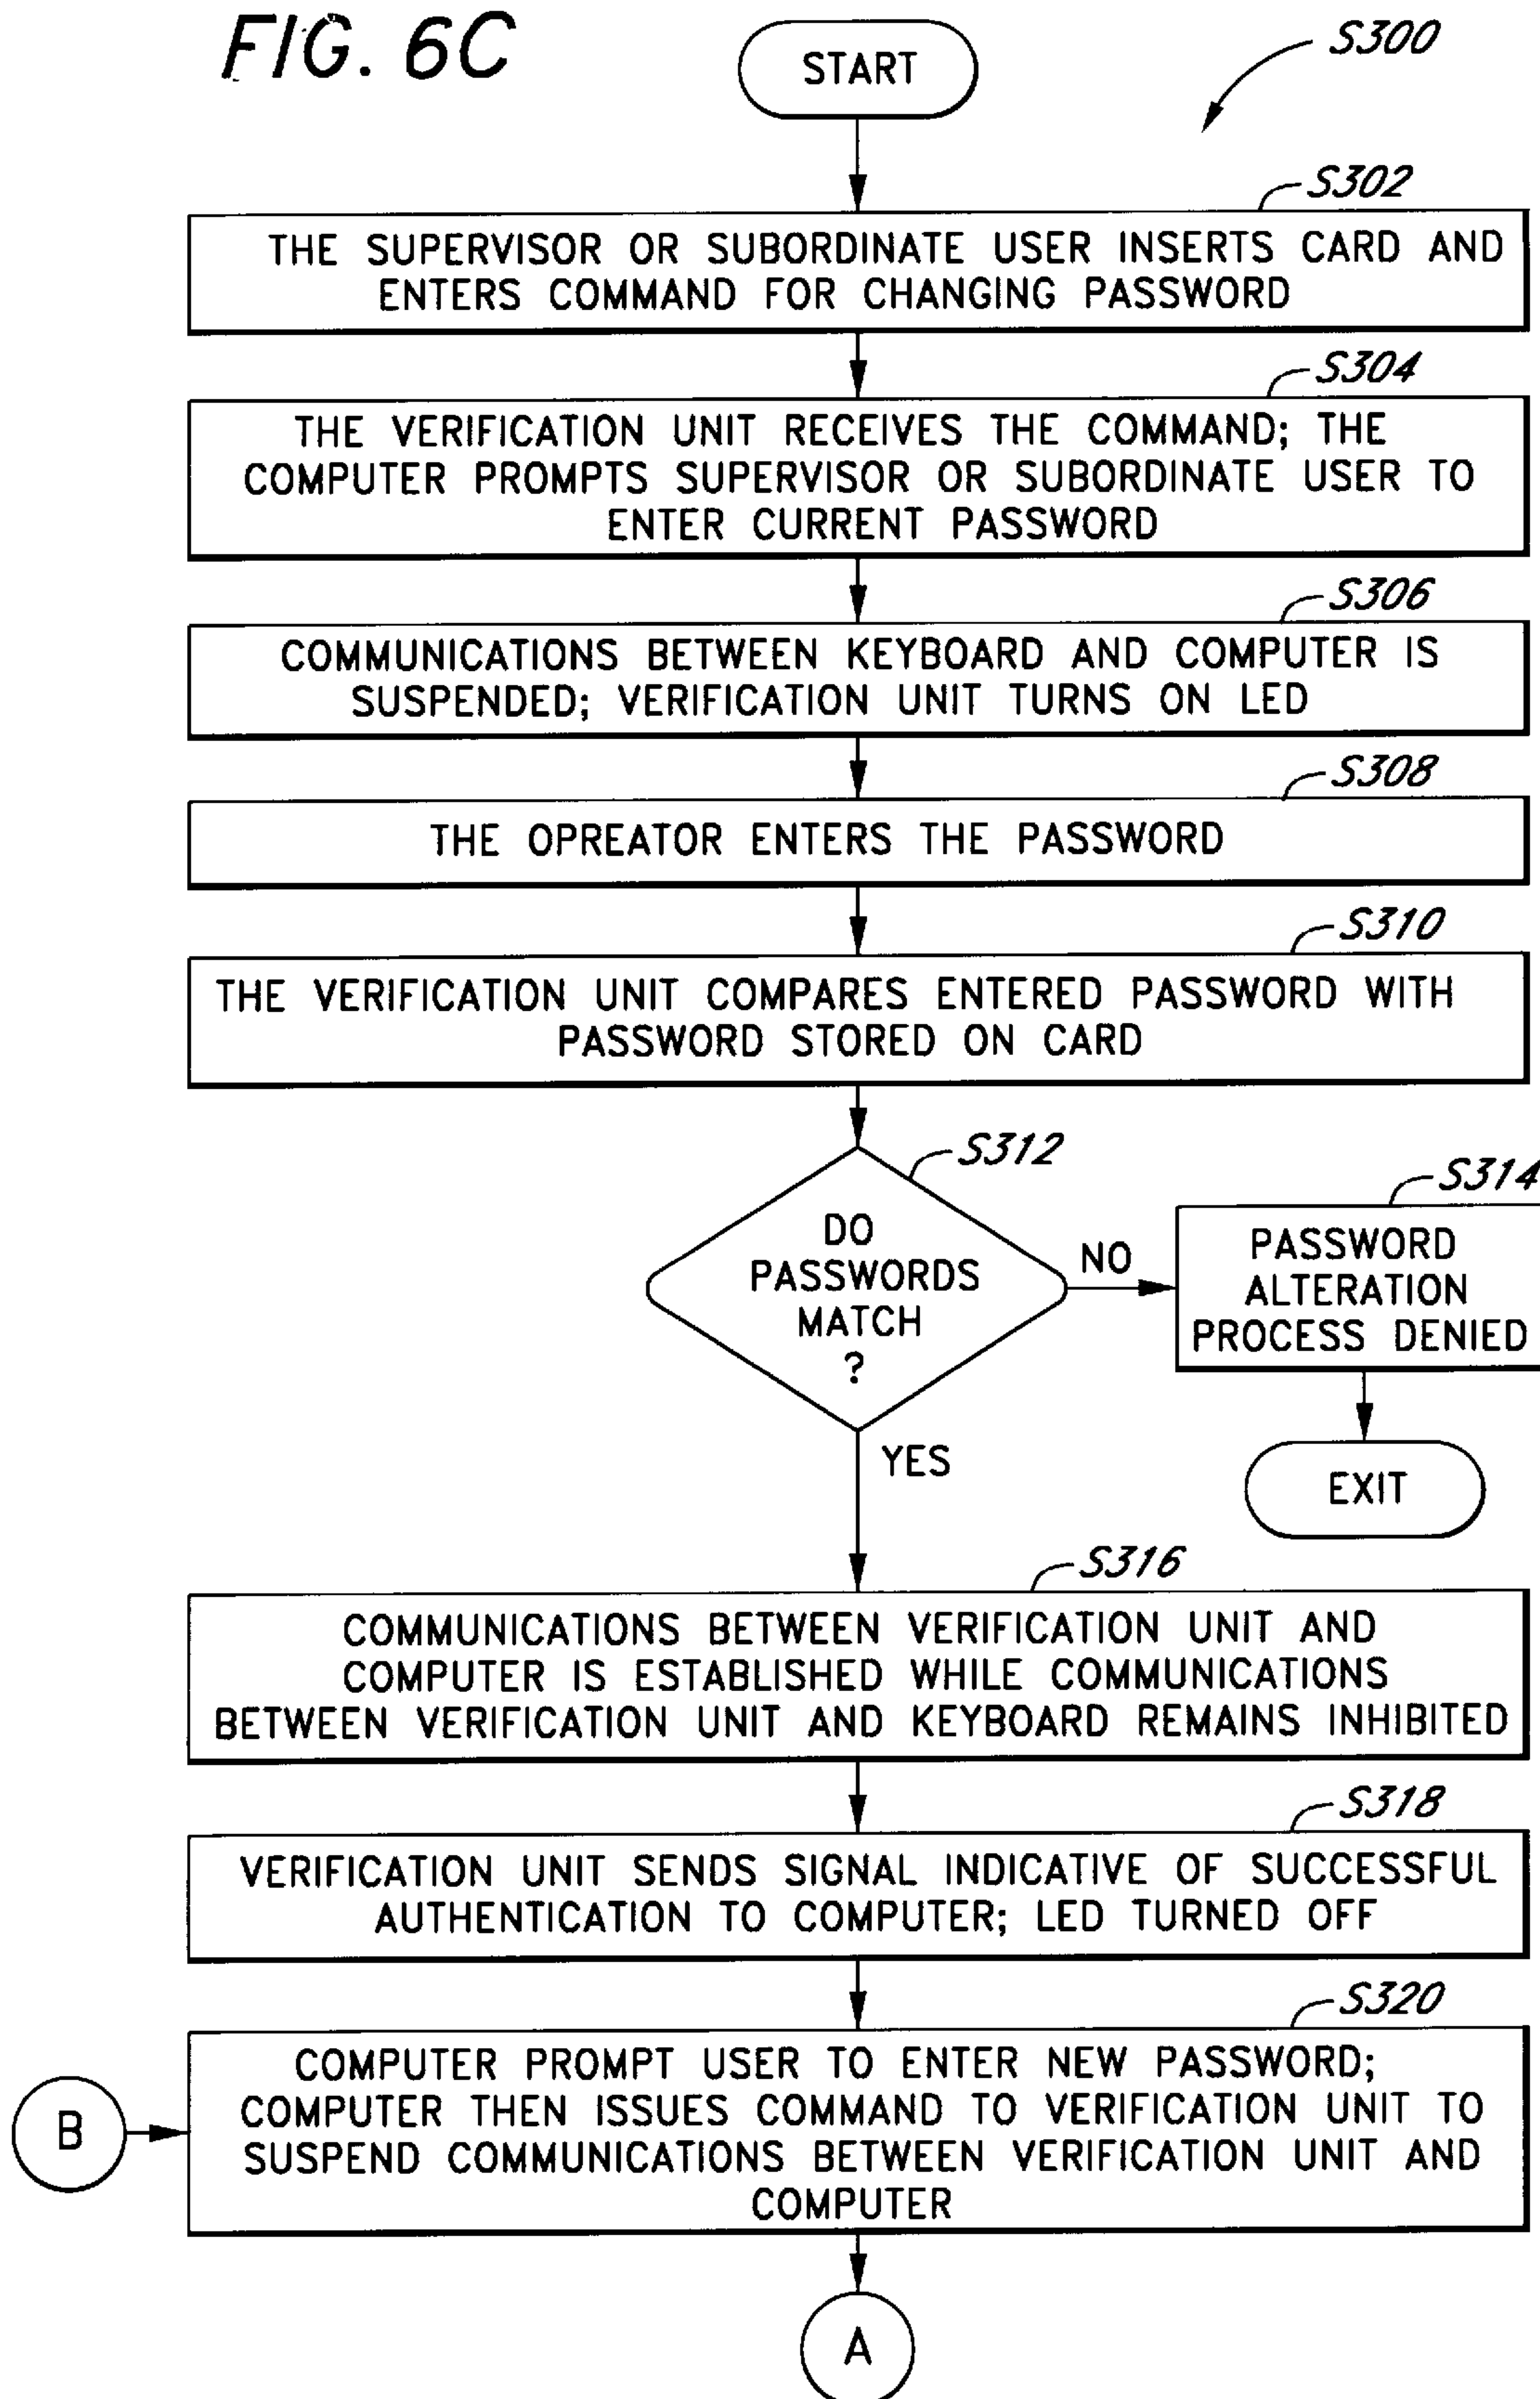 FIG. 6C
START
S300
S302
THE SUPERVISOR OR SUBORDINATE USER INSERTS CARD AND
ENTERS COMMAND FOR CHANGING PASSWORD
S304
THE VERIFICATION UNIT RECEIVES THE COMMAND; THE
COMPUTER PROMPTS SUPERVISOR OR SUBORDINATE USER TO
ENTER CURRENT PASSWORD
S306
COMMUNICATIONS BETWEEN KEYBOARD AND COMPUTER IS
SUSPENDED; VERIFICATION UNIT TURNS ON LED
S308
THE OPREATOR ENTERS THE PASSWORD
S310
THE VERIFICATION UNIT COMPARES ENTERED PASSWORD WITH
PASSWORD STORED ON CARD
S312
DO
PASSWORDS
MATCH
?
NO
S314
PASSWORD
ALTERATION
PROCESS DENIED
YES
EXIT
S316
COMMUNICATIONS BETWEEN VERIFICATION UNIT AND
COMPUTER IS ESTABLISHED WHILE COMMUNICATIONS
BETWEEN VERIFICATION UNIT AND KEYBOARD REMAINS INHIBITED
S318
VERIFICATION UNIT SENDS SIGNAL INDICATIVE OF SUCCESSFUL
AUTHENTICATION TO COMPUTER; LED TURNED OFF
S320
COMPUTER PROMPT USER TO ENTER NEW PASSWORD;
COMPUTER THEN ISSUES COMMAND TO VERIFICATION UNIT TO
SUSPEND COMMUNICATIONS BETWEEN VERIFICATION UNIT AND
COMPUTER
B
A